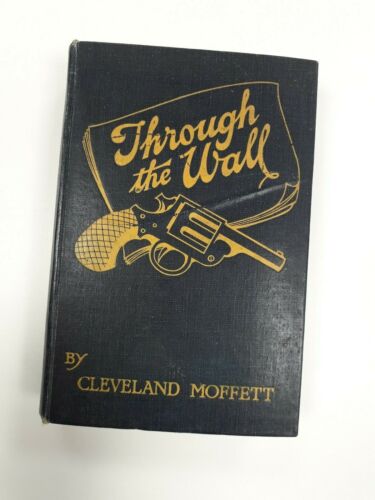 Through
the Wall
BY
CLEVELAND MOFFETT